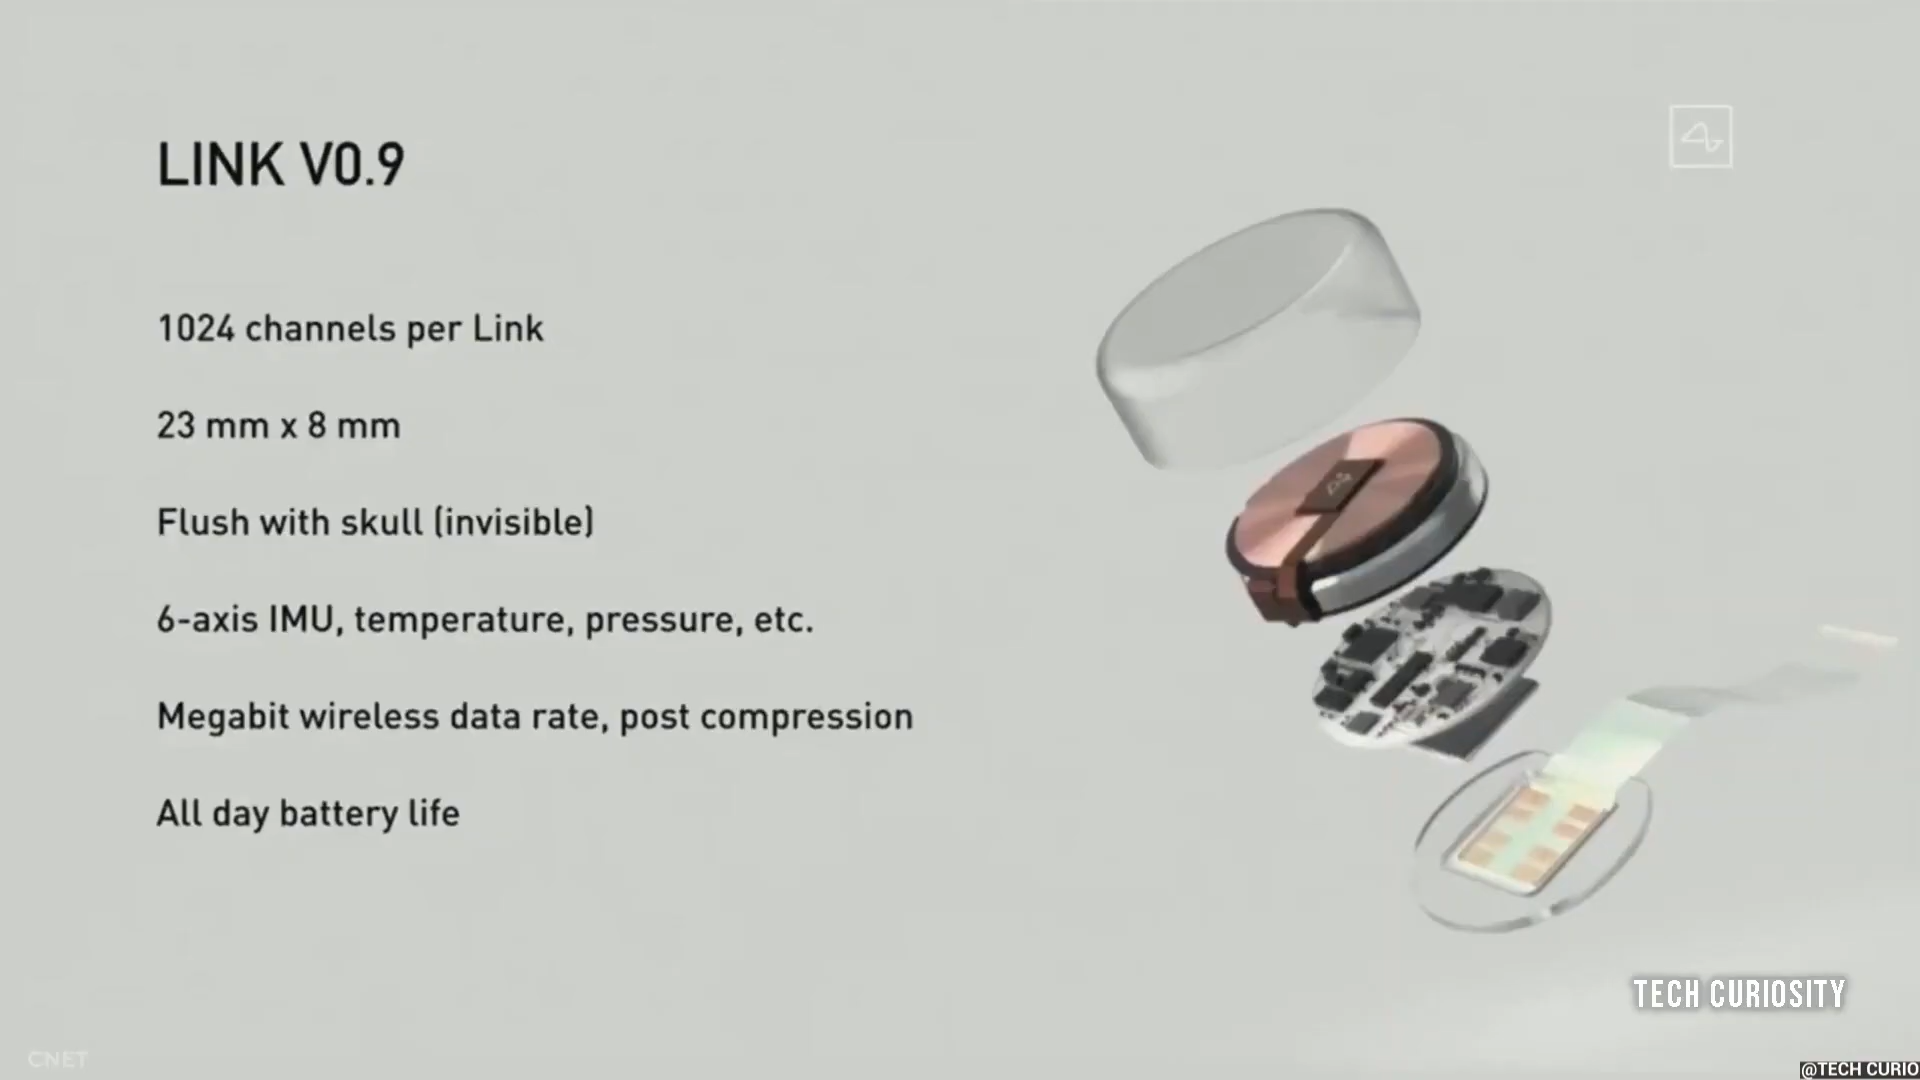 LINK V0.9
1024 channels per Link
23 mm x 8 mm
Flush with skull (invisible)
6-axis IMU, temperature, pressure, etc.
Megabit wireless data rate, post compression
All day battery life
TECH CURIOSITY
CNET
@TECH CURIO